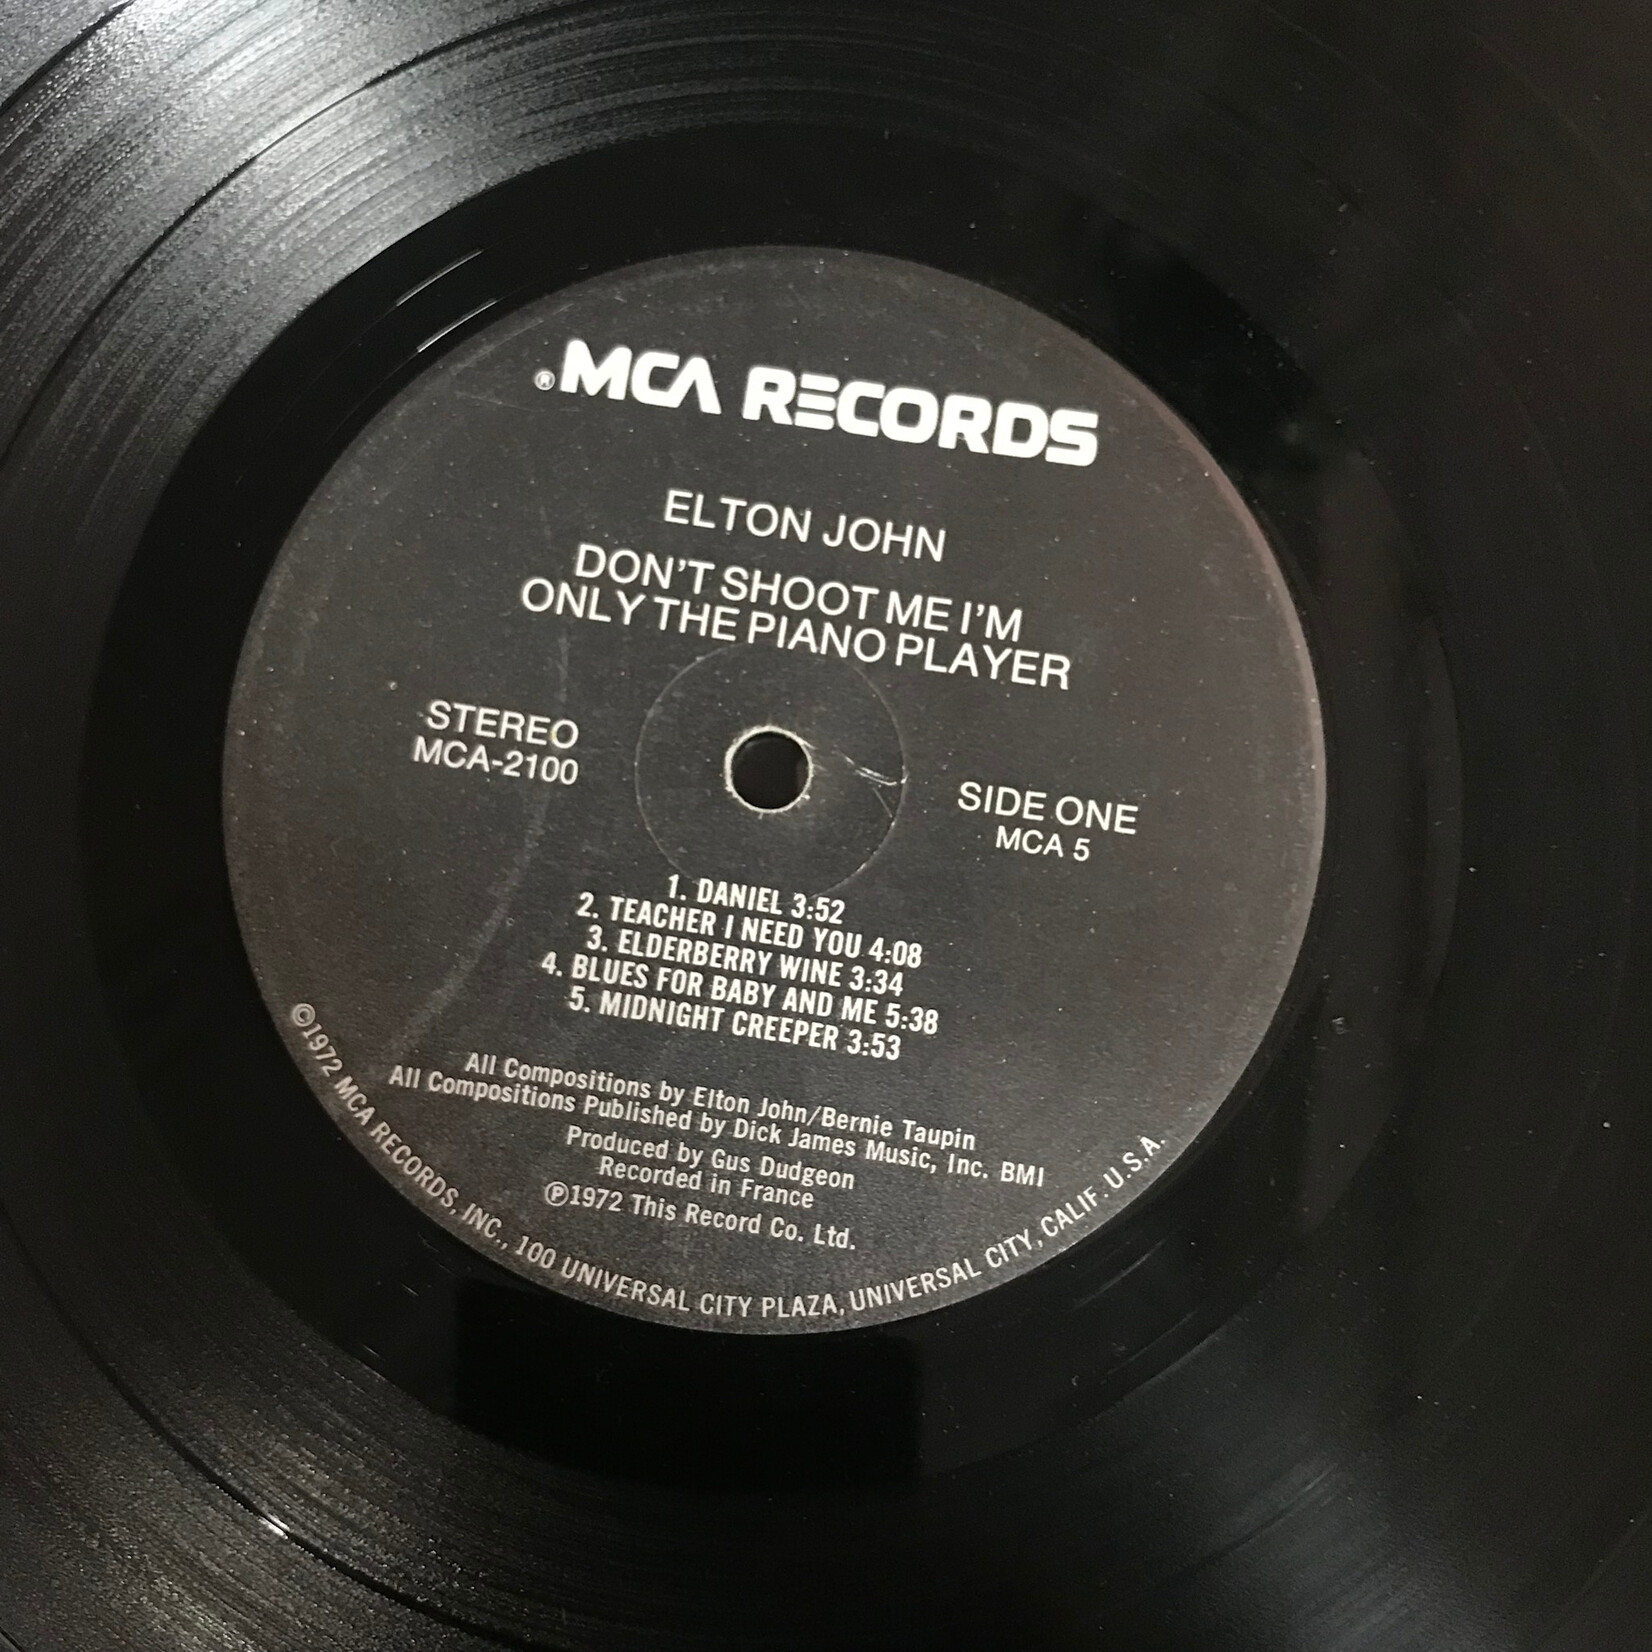 ® MCA RECORDS
ELTON JOHN
DON'T SHOOT ME I'M
ONLY THE PIANO PLAYER
STEREO
MCA-2100
SIDE ONE
MCA 5
1. DANIEL 3:52
2. TEACHER I NEED YOU 4:08
3. ELDERBERRY WINE 3:34
4. BLUES FOR BABY AND ME 5:38
5. MIDNIGHT CREEPER 3:53
All Compositions by Elton John/Bernie Taupin
All Compositions Published by Dick James Music, Inc. BMI
Produced by Gus Dudgeon
Recorded in France
℗1972 This Record Co. Ltd.
©1972 MCA RECORDS, INC., 100 UNIVERSAL CITY PLAZA, UNIVERSAL CITY, CALIF. U.S.A.